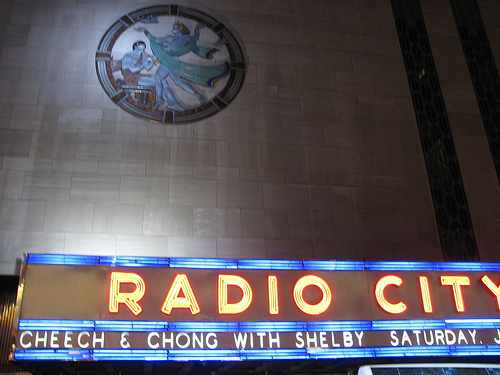 RADIO CITY
CHEECH & CHONG WITH SHELBY SATURDAY, J